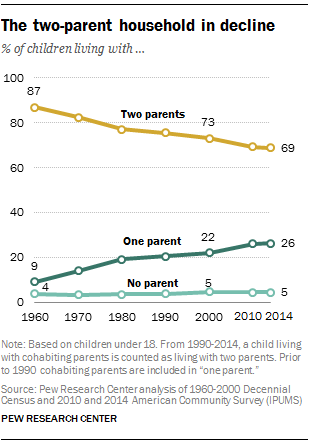 The two-parent household in decline
% of children living with ...
100
87
Two parents
80
73
69
60
40
One parent
22
26
20
9
No parent
4
5
5
0
1960 1970 1980 1990 2000 2010 2014
Note: Based on children under 18. From 1990-2014, a child living
with cohabiting parents is counted as living with two parents. Prior
to 1990 cohabiting parents are included in “one parent.”
Source: Pew Research Center analysis of 1960-2000 Decennial
Census and 2010 and 2014 American Community Survey (IPUMS)
PEW RESEARCH CENTER